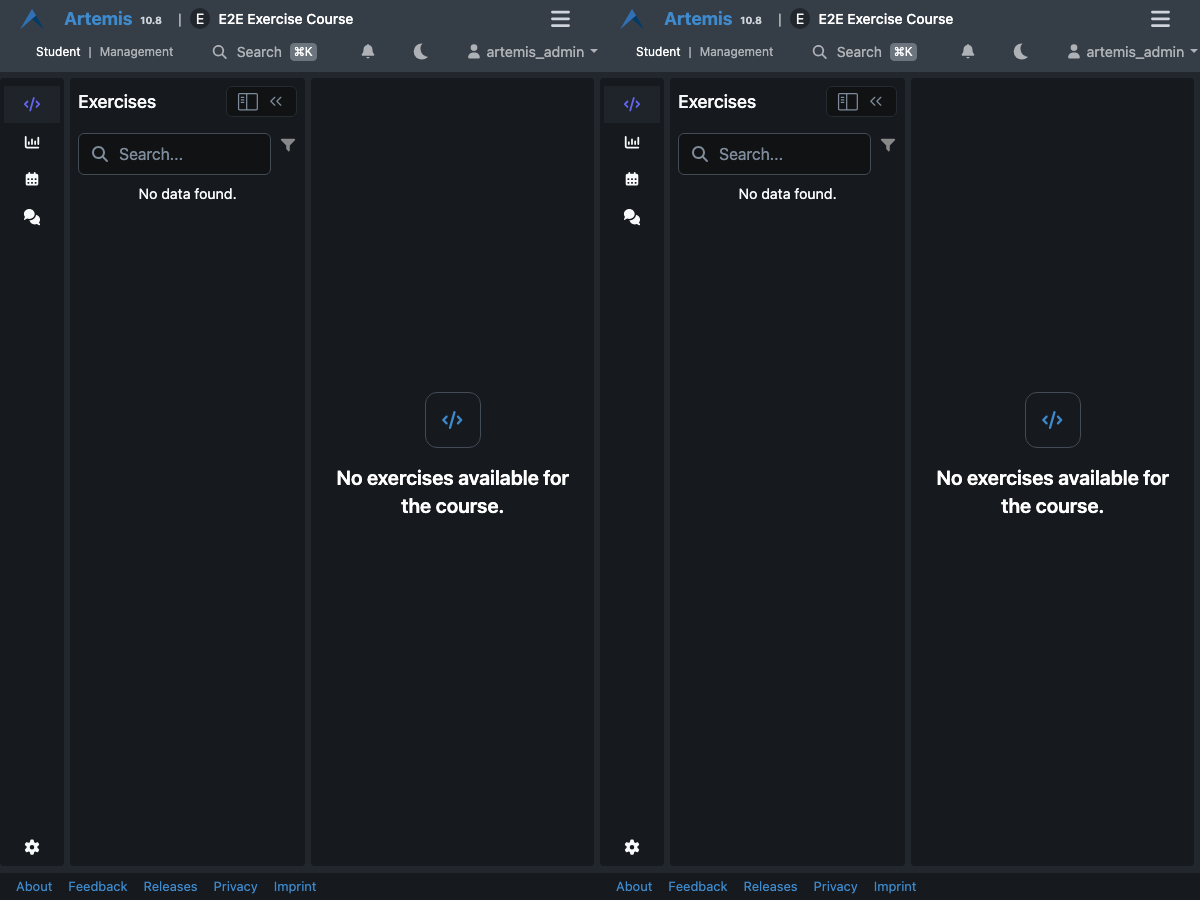 Artemis 10.8 | E E2E Exercise Course
Student | Management Search ⌘K artemis_admin
Exercises
Search...
No data found.
No exercises available for
the course.
About Feedback Releases Privacy Imprint
Artemis 10.8 | E E2E Exercise Course
Student | Management Search ⌘K artemis_admin
Exercises
Search...
No data found.
No exercises available for
the course.
About Feedback Releases Privacy Imprint